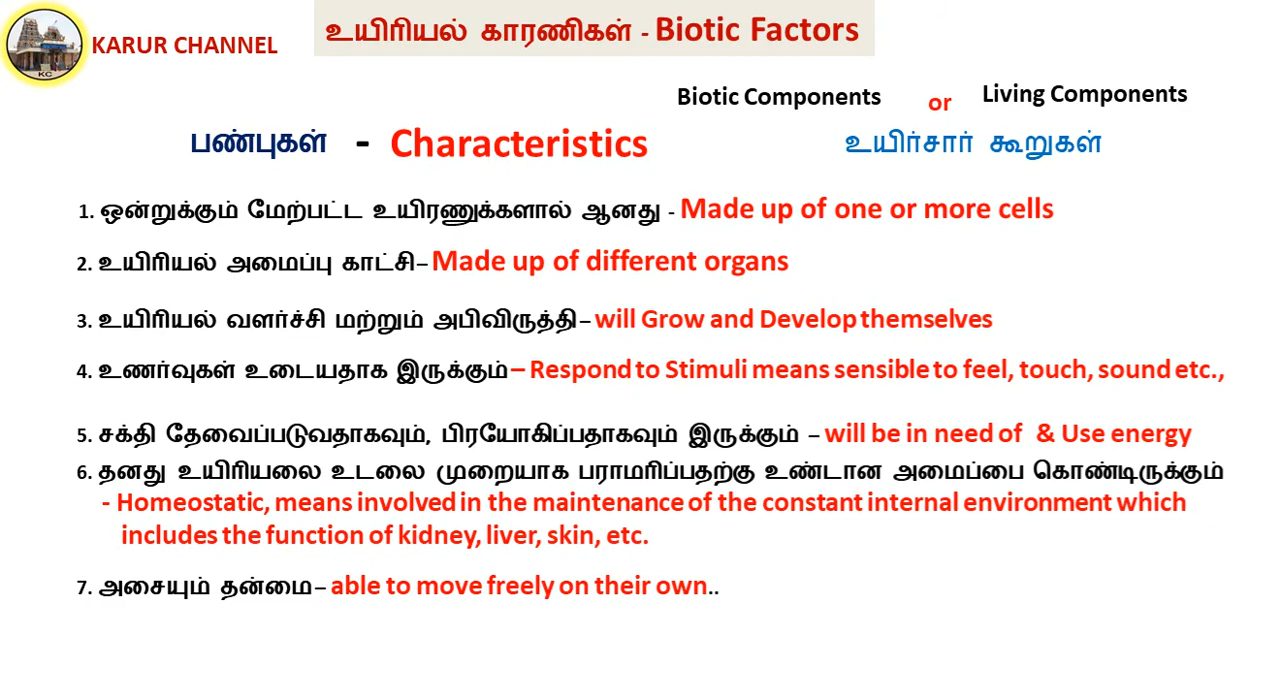 உயிரியல் காரணிகள் - Biotic Factors
KARUR CHANNEL
KC
Biotic Components or Living Components
பண்புகள் - Characteristics உயிர்சார் கூறுகள்
1. ஒன்றுக்கும் மேற்பட்ட உயிரணுக்களால் ஆனது - Made up of one or more cells
2. உயிரியல் அமைப்பு காட்சி– Made up of different organs
3. உயிரியல் வளர்ச்சி மற்றும் அபிவிருத்தி– will Grow and Develop themselves
4. உணர்வுகள் உடையதாக இருக்கும் – Respond to Stimuli means sensible to feel, touch, sound etc.,
5. சக்தி தேவைப்படுவதாகவும், பிரயோகிப்பதாகவும் இருக்கும் – will be in need of & Use energy
6. தனது உயிரியலை உடலை முறையாக பராமரிப்பதற்கு உண்டான அமைப்பை கொண்டிருக்கும்
- Homeostatic, means involved in the maintenance of the constant internal environment which
includes the function of kidney, liver, skin, etc.
7. அசையும் தன்மை– able to move freely on their own..